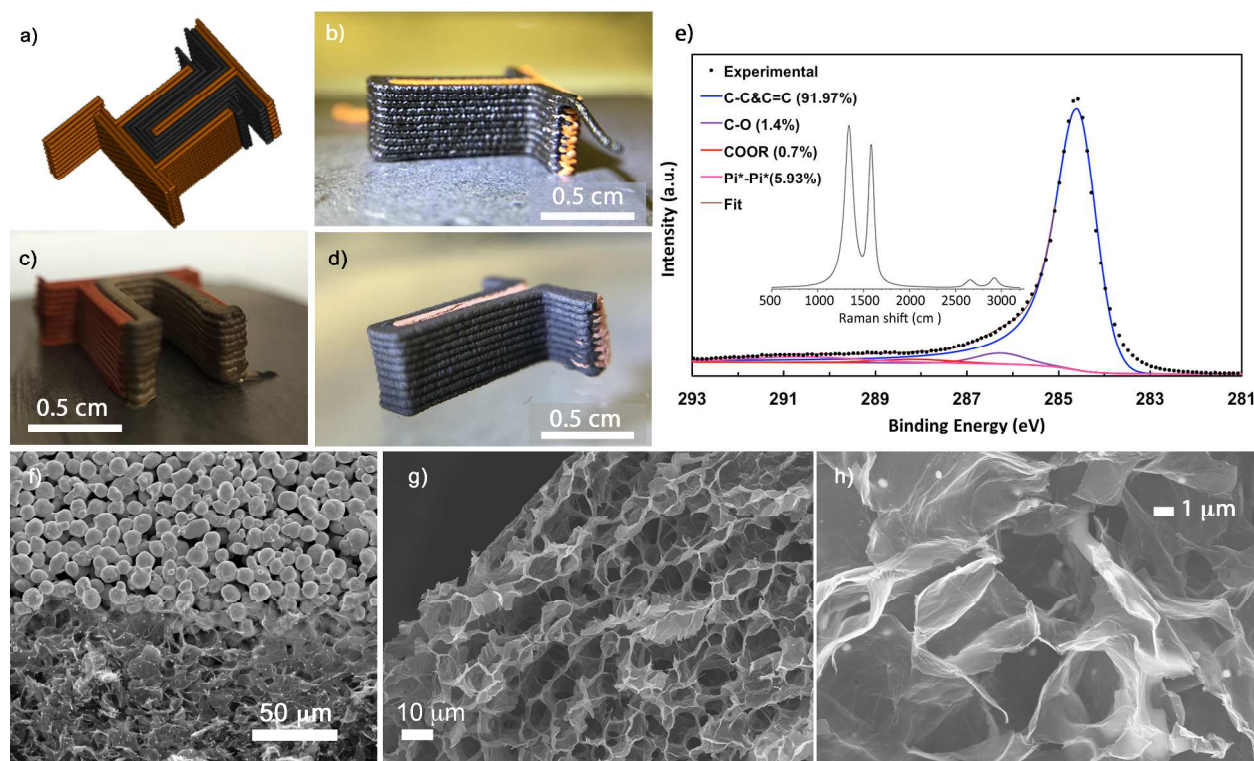 a)
b)
0.5 cm
c)
0.5 cm
d)
0.5 cm
e)
Experimental
C-C&C=C (91.97%)
C-O (1.4%)
COOR (0.7%)
Pi*-Pi*(5.93%)
Fit
Intensity (a.u.)
500 1000 1500 2000 2500 3000
Raman shift (cm )
293 291 289 287 285 283 281
Binding Energy (eV)
f)
50 μm
g)
10 μm
h)
1 μm